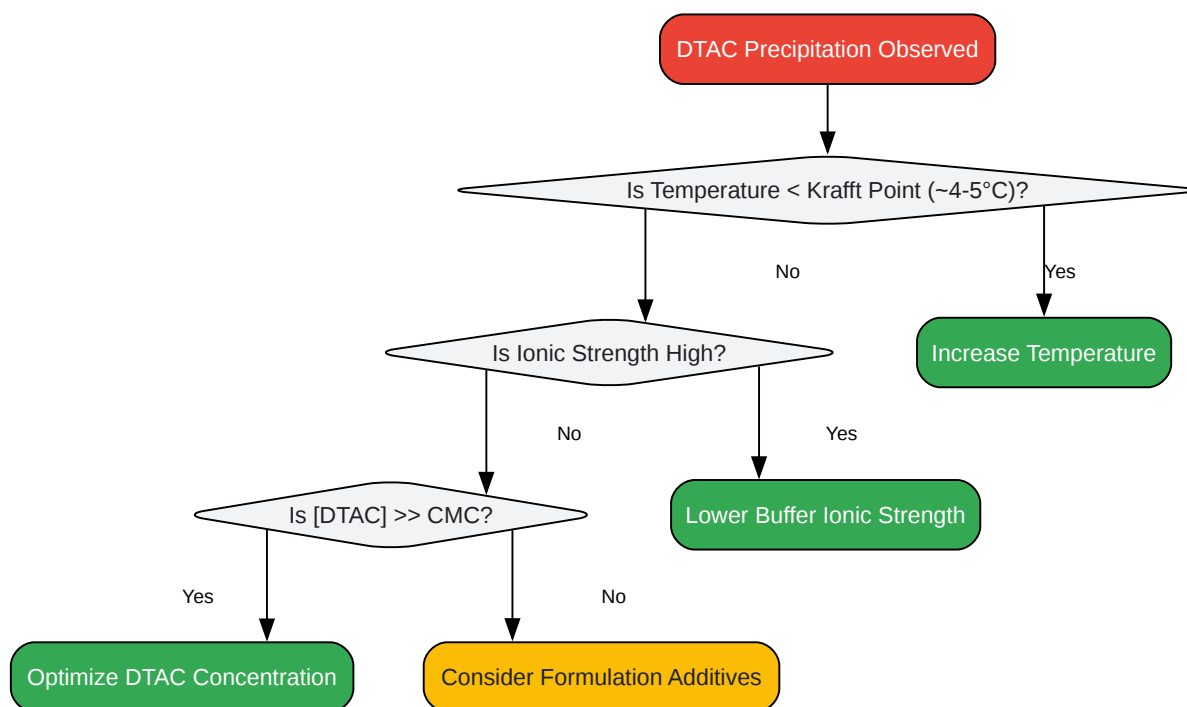 DTAC Precipitation Observed
Is Temperature < Krafft Point (~4-5°C)?
No
Yes
Is Ionic Strength High?
Increase Temperature
No
Yes
Is [DTAC] >> CMC?
Lower Buffer Ionic Strength
Yes
No
Optimize DTAC Concentration
Consider Formulation Additives